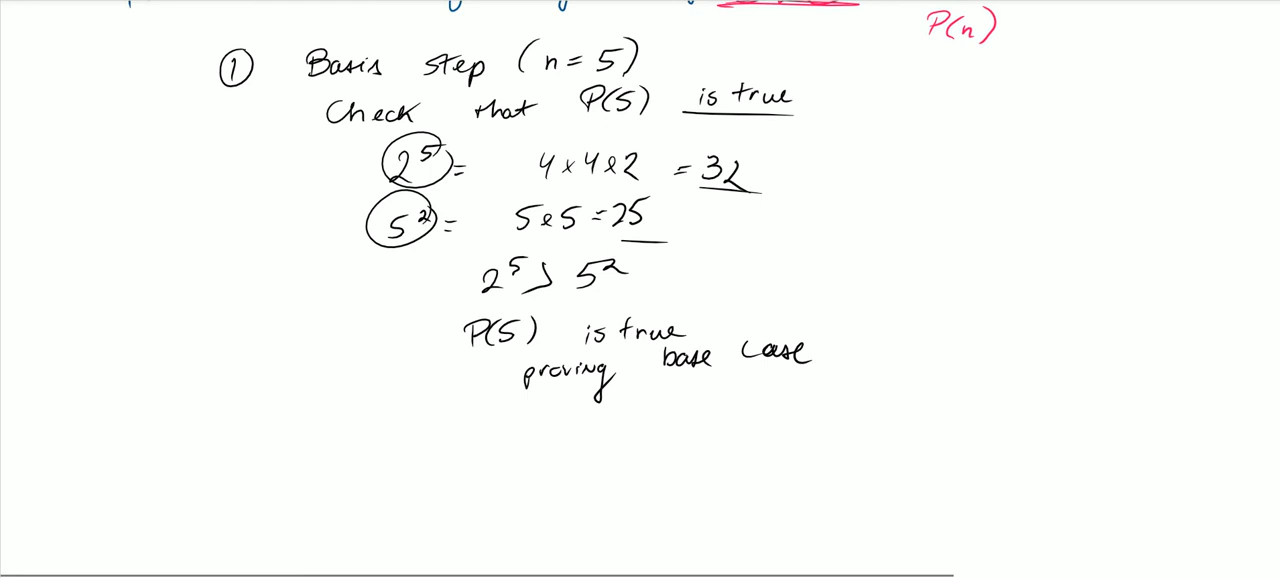 P(n)
① Basis step (n = 5)
Check that P(5) is true
2^5 = 4 x 4 x 2 = 32
5^2 = 5 x 5 = 25
2^5 > 5^2
P(5) is true
proving base case